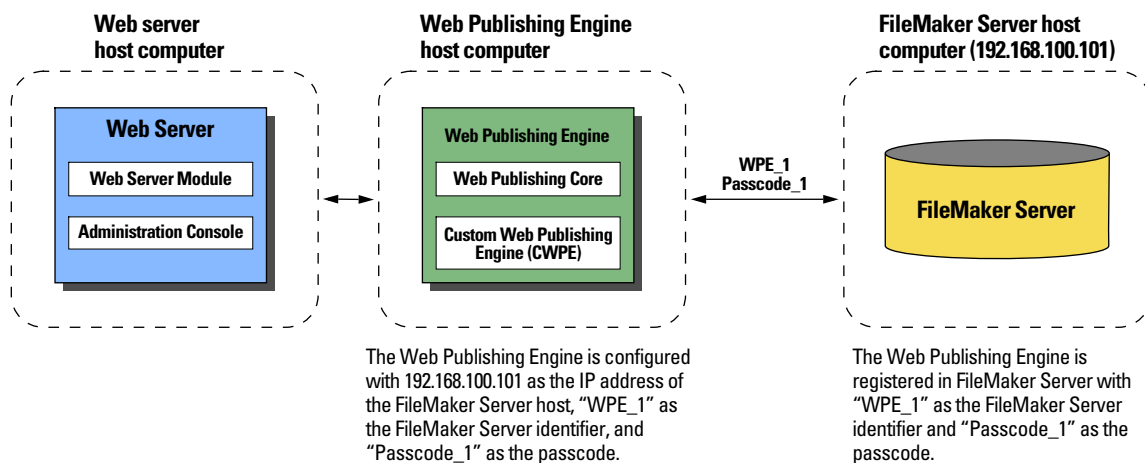 Web server
host computer
Web Publishing Engine
host computer
FileMaker Server host
computer (192.168.100.101)
Web Server
Web Server Module
Administration Console
Web Publishing Engine
Web Publishing Core
Custom Web Publishing
Engine (CWPE)
WPE_1
Passcode_1
FileMaker Server
The Web Publishing Engine is configured
with 192.168.100.101 as the IP address of
the FileMaker Server host, “WPE_1” as
the FileMaker Server identifier, and
“Passcode_1” as the passcode.
The Web Publishing Engine is
registered in FileMaker Server with
“WPE_1” as the FileMaker Server
identifier and “Passcode_1” as the
passcode.